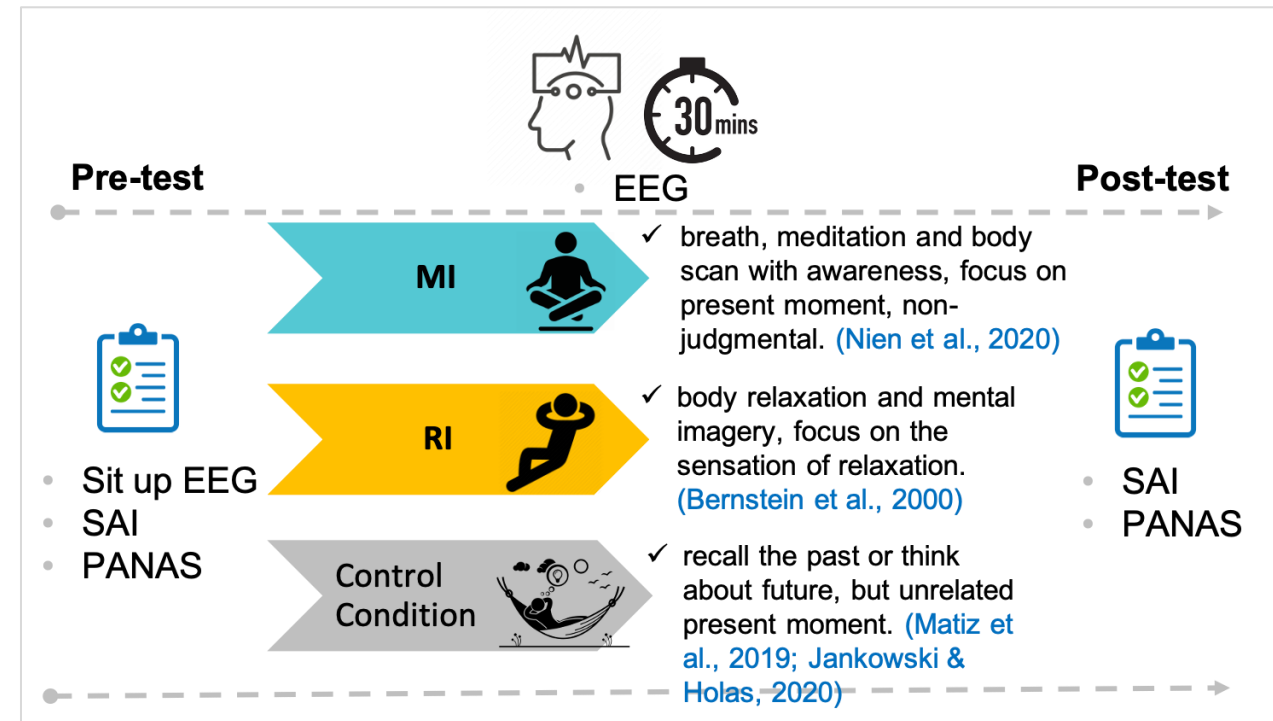 30 mins
Pre-test
• EEG
Post-test
MI
✓ breath, meditation and body
scan with awareness, focus on
present moment, non-
judgmental. (Nien et al., 2020)
RI
✓ body relaxation and mental
imagery, focus on the
sensation of relaxation.
(Bernstein et al., 2000)
Control
Condition
✓ recall the past or think
about future, but unrelated
present moment. (Matiz et
al., 2019; Jankowski &
Holas, 2020)
• Sit up EEG
• SAI
• PANAS
• SAI
• PANAS